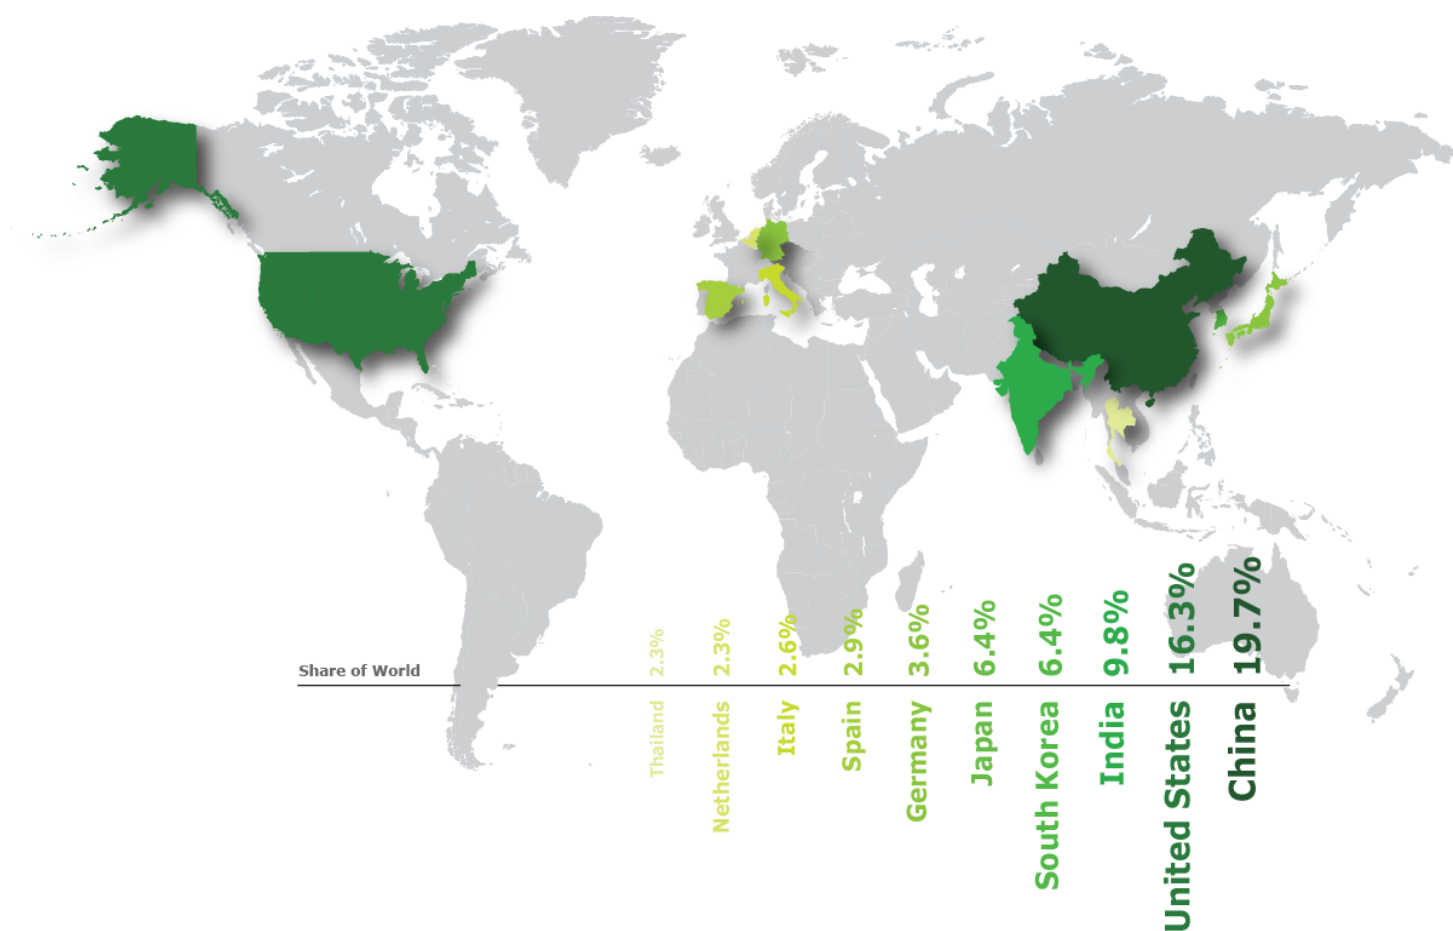 Share of World
2.3%
2.3%
2.6%
2.9%
3.6%
6.4%
6.4%
9.8%
16.3%
19.7%
Thailand
Netherlands
Italy
Spain
Germany
Japan
South Korea
India
United States
China